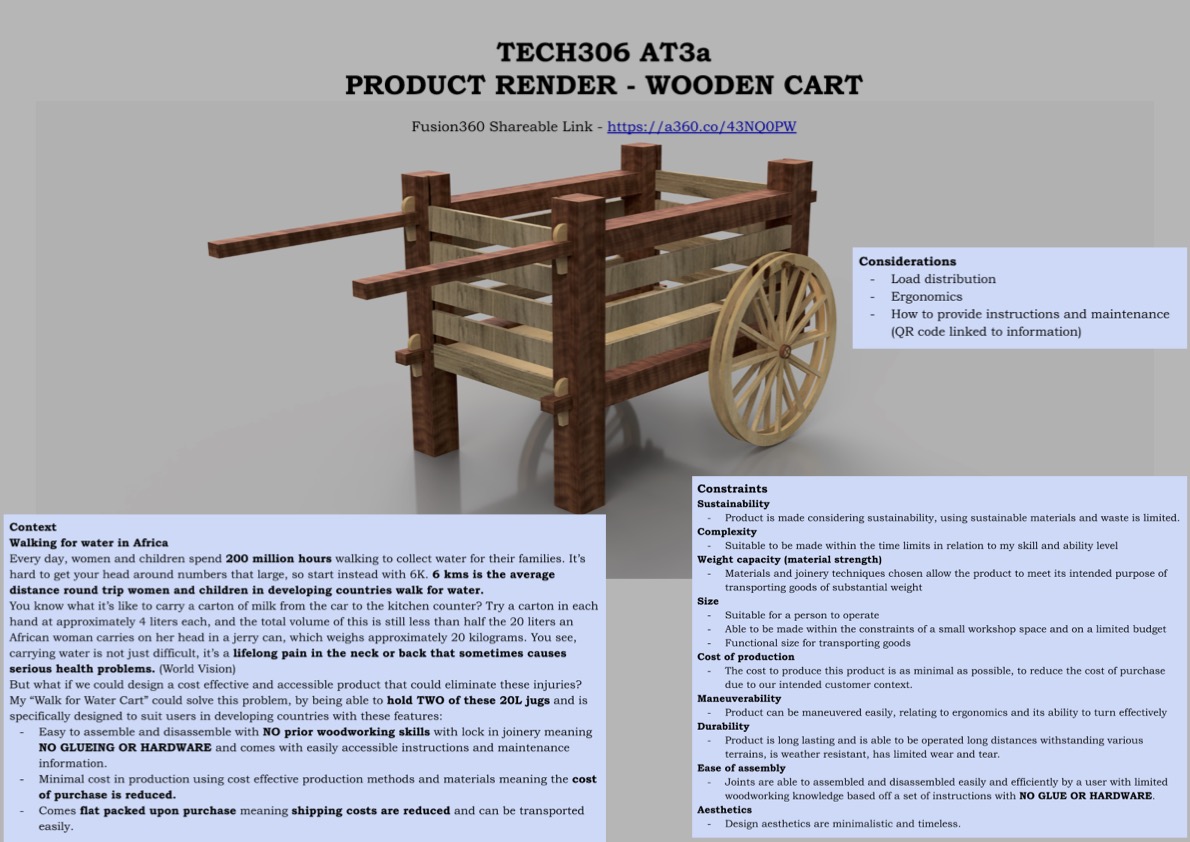 TECH306 AT3a
PRODUCT RENDER - WOODEN CART
Fusion360 Shareable Link - https://a360.co/43NQ0PW
Considerations
- Load distribution
- Ergonomics
- How to provide instructions and maintenance
(QR code linked to information)
Context
Walking for water in Africa
Every day, women and children spend 200 million hours walking to collect water for their families. It's
hard to get your head around numbers that large, so start instead with 6K. 6 kms is the average
distance round trip women and children in developing countries walk for water.
You know what it's like to carry a carton of milk from the car to the kitchen counter? Try a carton in each
hand at approximately 4 liters each, and the total volume of this is still less than half the 20 liters an
African woman carries on her head in a jerry can, which weighs approximately 20 kilograms. You see,
carrying water is not just difficult, it's a lifelong pain in the neck or back that sometimes causes
serious health problems. (World Vision)
But what if we could design a cost effective and accessible product that could eliminate these injuries?
My "Walk for Water Cart" could solve this problem, by being able to hold TWO of these 20L jugs and is
specifically designed to suit users in developing countries with these features:
- Easy to assemble and disassemble with NO prior woodworking skills with lock in joinery meaning
NO GLUEING OR HARDWARE and comes with easily accessible instructions and maintenance
information.
- Minimal cost in production using cost effective production methods and materials meaning the cost
of purchase is reduced.
- Comes flat packed upon purchase meaning shipping costs are reduced and can be transported
easily.
Constraints
Sustainability
- Product is made considering sustainability, using sustainable materials and waste is limited.
Complexity
- Suitable to be made within the time limits in relation to my skill and ability level
Weight capacity (material strength)
- Materials and joinery techniques chosen allow the product to meet its intended purpose of
transporting goods of substantial weight
Size
- Suitable for a person to operate
- Able to be made within the constraints of a small workshop space and on a limited budget
- Functional size for transporting goods
Cost of production
- The cost to produce this product is as minimal as possible, to reduce the cost of purchase
due to our intended customer context.
Maneuverability
- Product can be maneuvered easily, relating to ergonomics and its ability to turn effectively
Durability
- Product is long lasting and is able to be operated long distances withstanding various
terrains, is weather resistant, has limited wear and tear.
Ease of assembly
- Joints are able to assembled and disassembled easily and efficiently by a user with limited
woodworking knowledge based off a set of instructions with NO GLUE OR HARDWARE.
Aesthetics
- Design aesthetics are minimalistic and timeless.